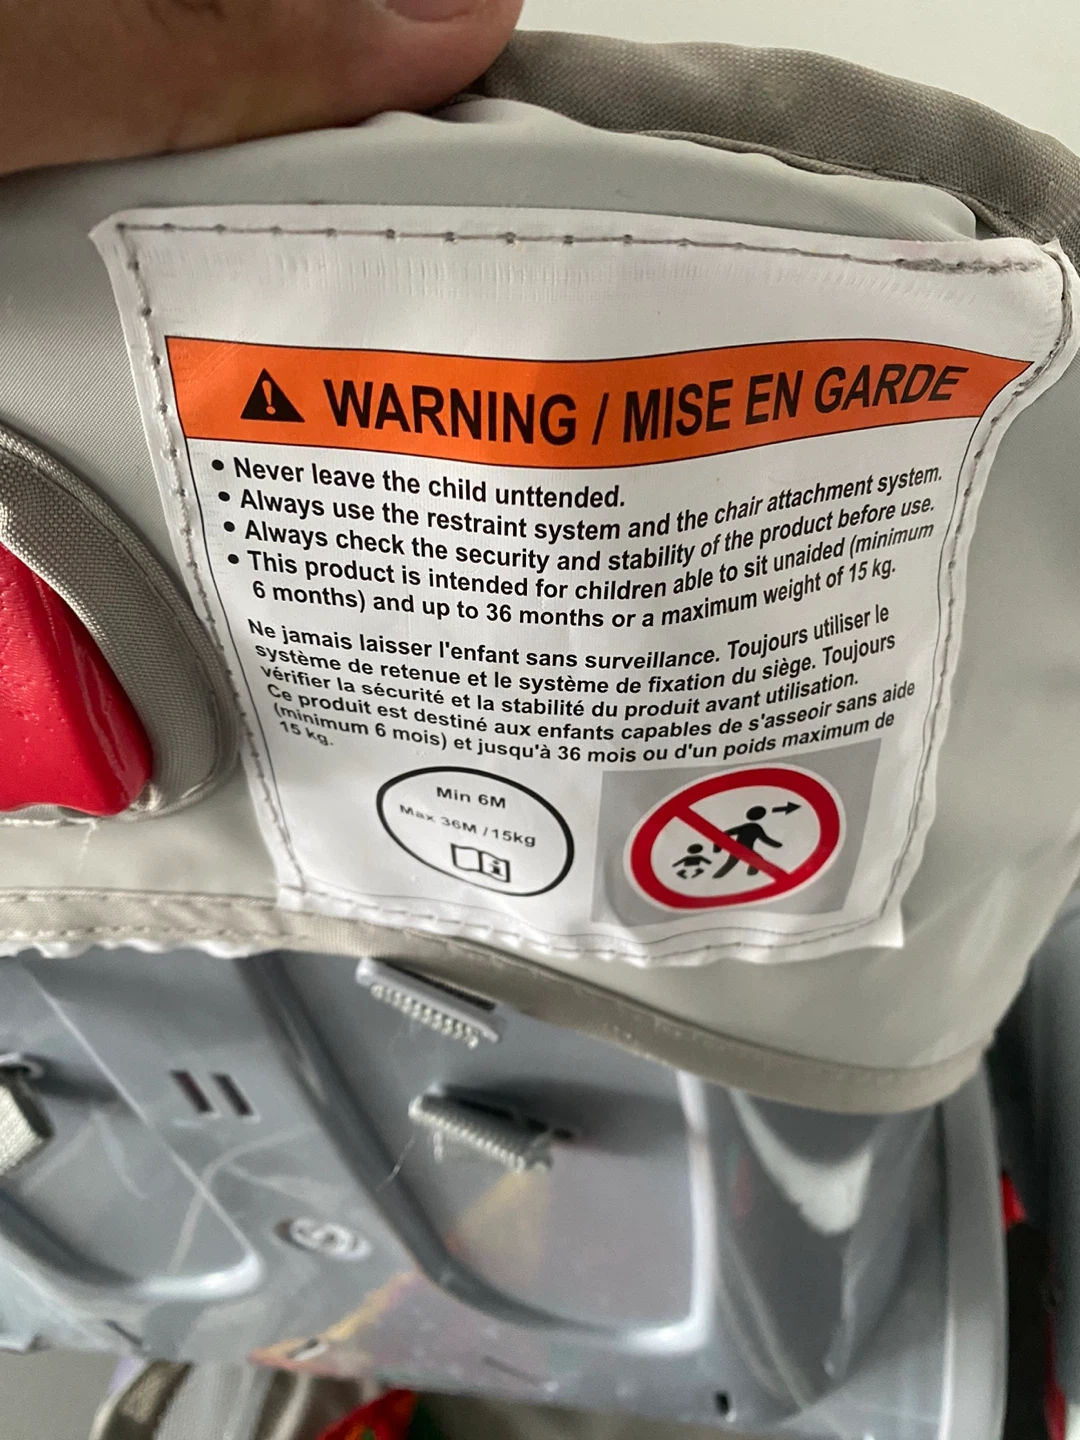 WARNING / MISE EN GARDE
• Never leave the child unttended.
• Always use the restraint system and the chair attachment system.
• Always check the security and stability of the product before use.
• This product is intended for children able to sit unaided (minimum
6 months) and up to 36 months or a maximum weight of 15 kg.
Ne jamais laisser l'enfant sans surveillance. Toujours utiliser le
système de retenue et le système de fixation du siège. Toujours
vérifier la sécurité et la stabilité du produit avant utilisation.
Ce produit est destiné aux enfants capables de s'asseoir sans aide
(minimum 6 mois) et jusqu'à 36 mois ou d'un poids maximum de
15 kg.
Min 6M
Max 36M /15kg